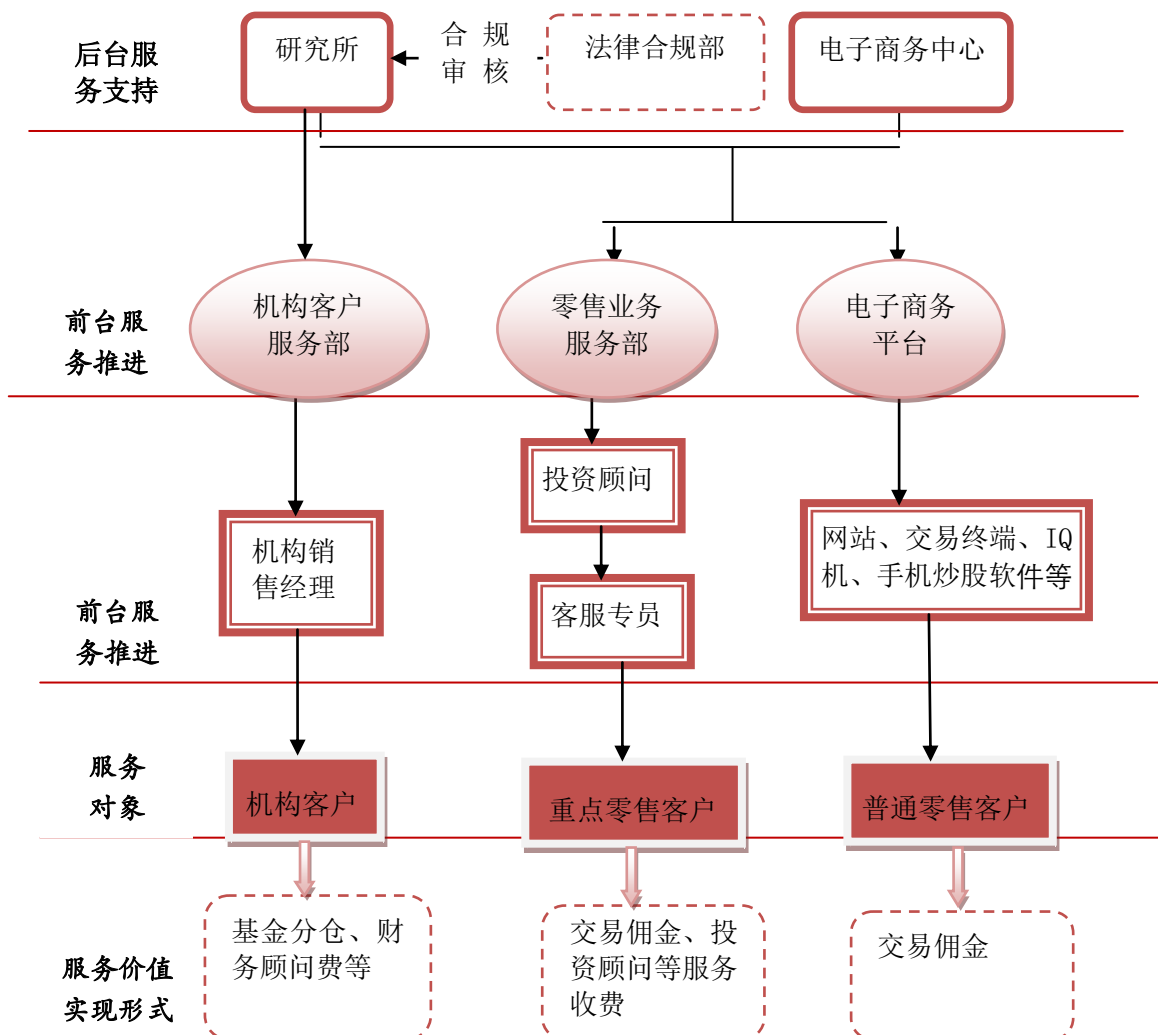 后台服
务支持
研究所
合 规
审 核
法律合规部
电子商务中心
前台服
务推进
机构客户
服务部
零售业务
服务部
电子商务
平台
投资顾问
机构销
售经理
客服专员
网站、交易终端、IQ
机、手机炒股软件等
前台服
务推进
服务
对象
机构客户
重点零售客户
普通零售客户
服务价值
实现形式
基金分仓、财
务顾问费等
交易佣金、投
资顾问等服务
收费
交易佣金